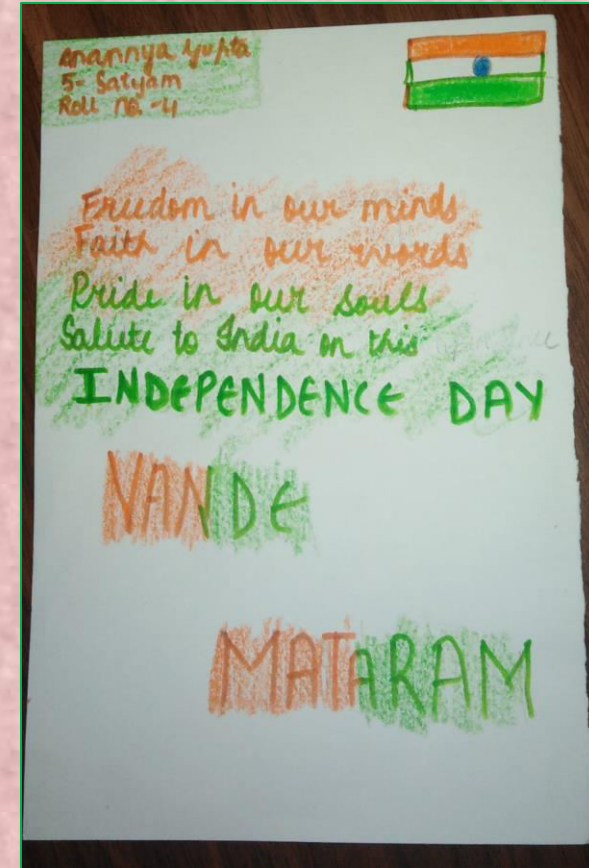 Anannya Gupta
5- Satyam
Roll no. -4
Freedom in our minds
Faith in our words
Pride in our souls
Salute to India on this
INDEPENDENCE DAY
VANDE
MATARAM